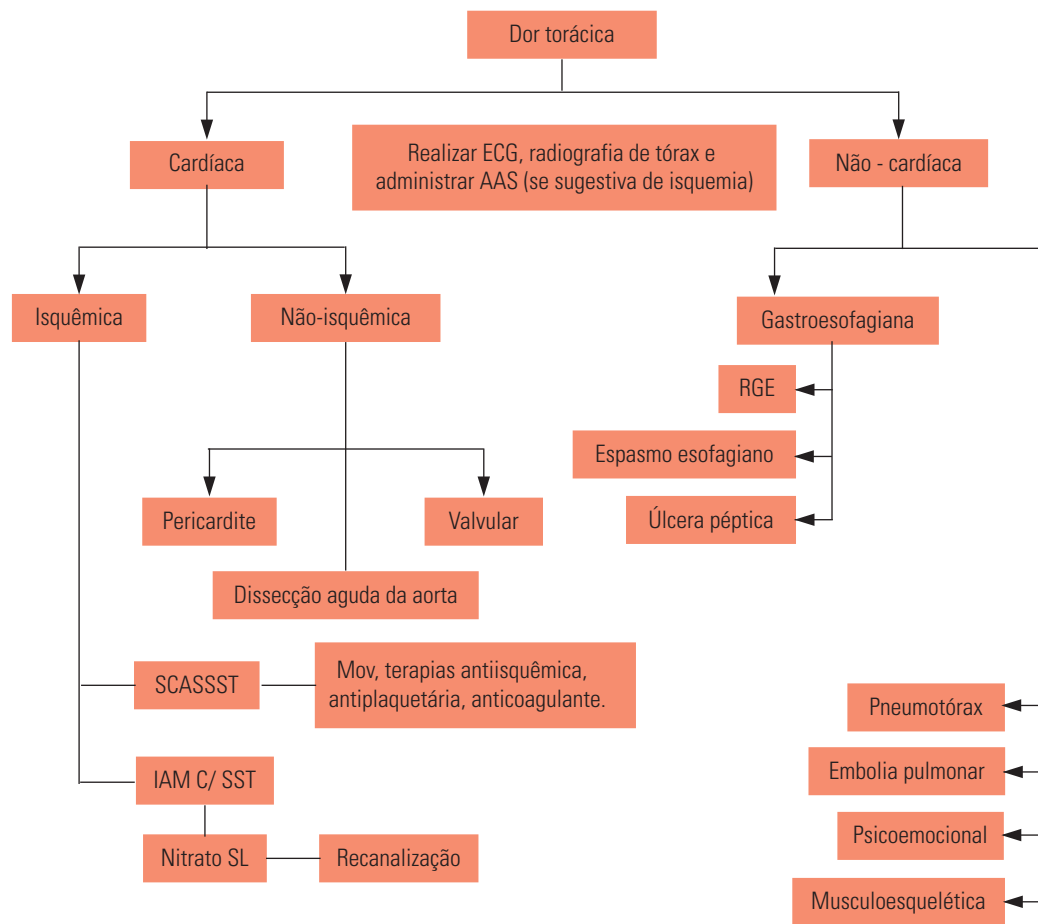 Dor torácica
Cardíaca
Realizar ECG, radiografia de tórax e
administrar AAS (se sugestiva de isquemia)
Não - cardíaca
Isquêmica
Não-isquêmica
Gastroesofagiana
RGE
Espasmo esofagiano
Úlcera péptica
Pericardite
Valvular
Dissecção aguda da aorta
SCASSST
Mov, terapias antiisquêmica,
antiplaquetária, anticoagulante.
IAM C/ SST
Nitrato SL
Recanalização
Pneumotórax
Embolia pulmonar
Psicoemocional
Musculoesquelética